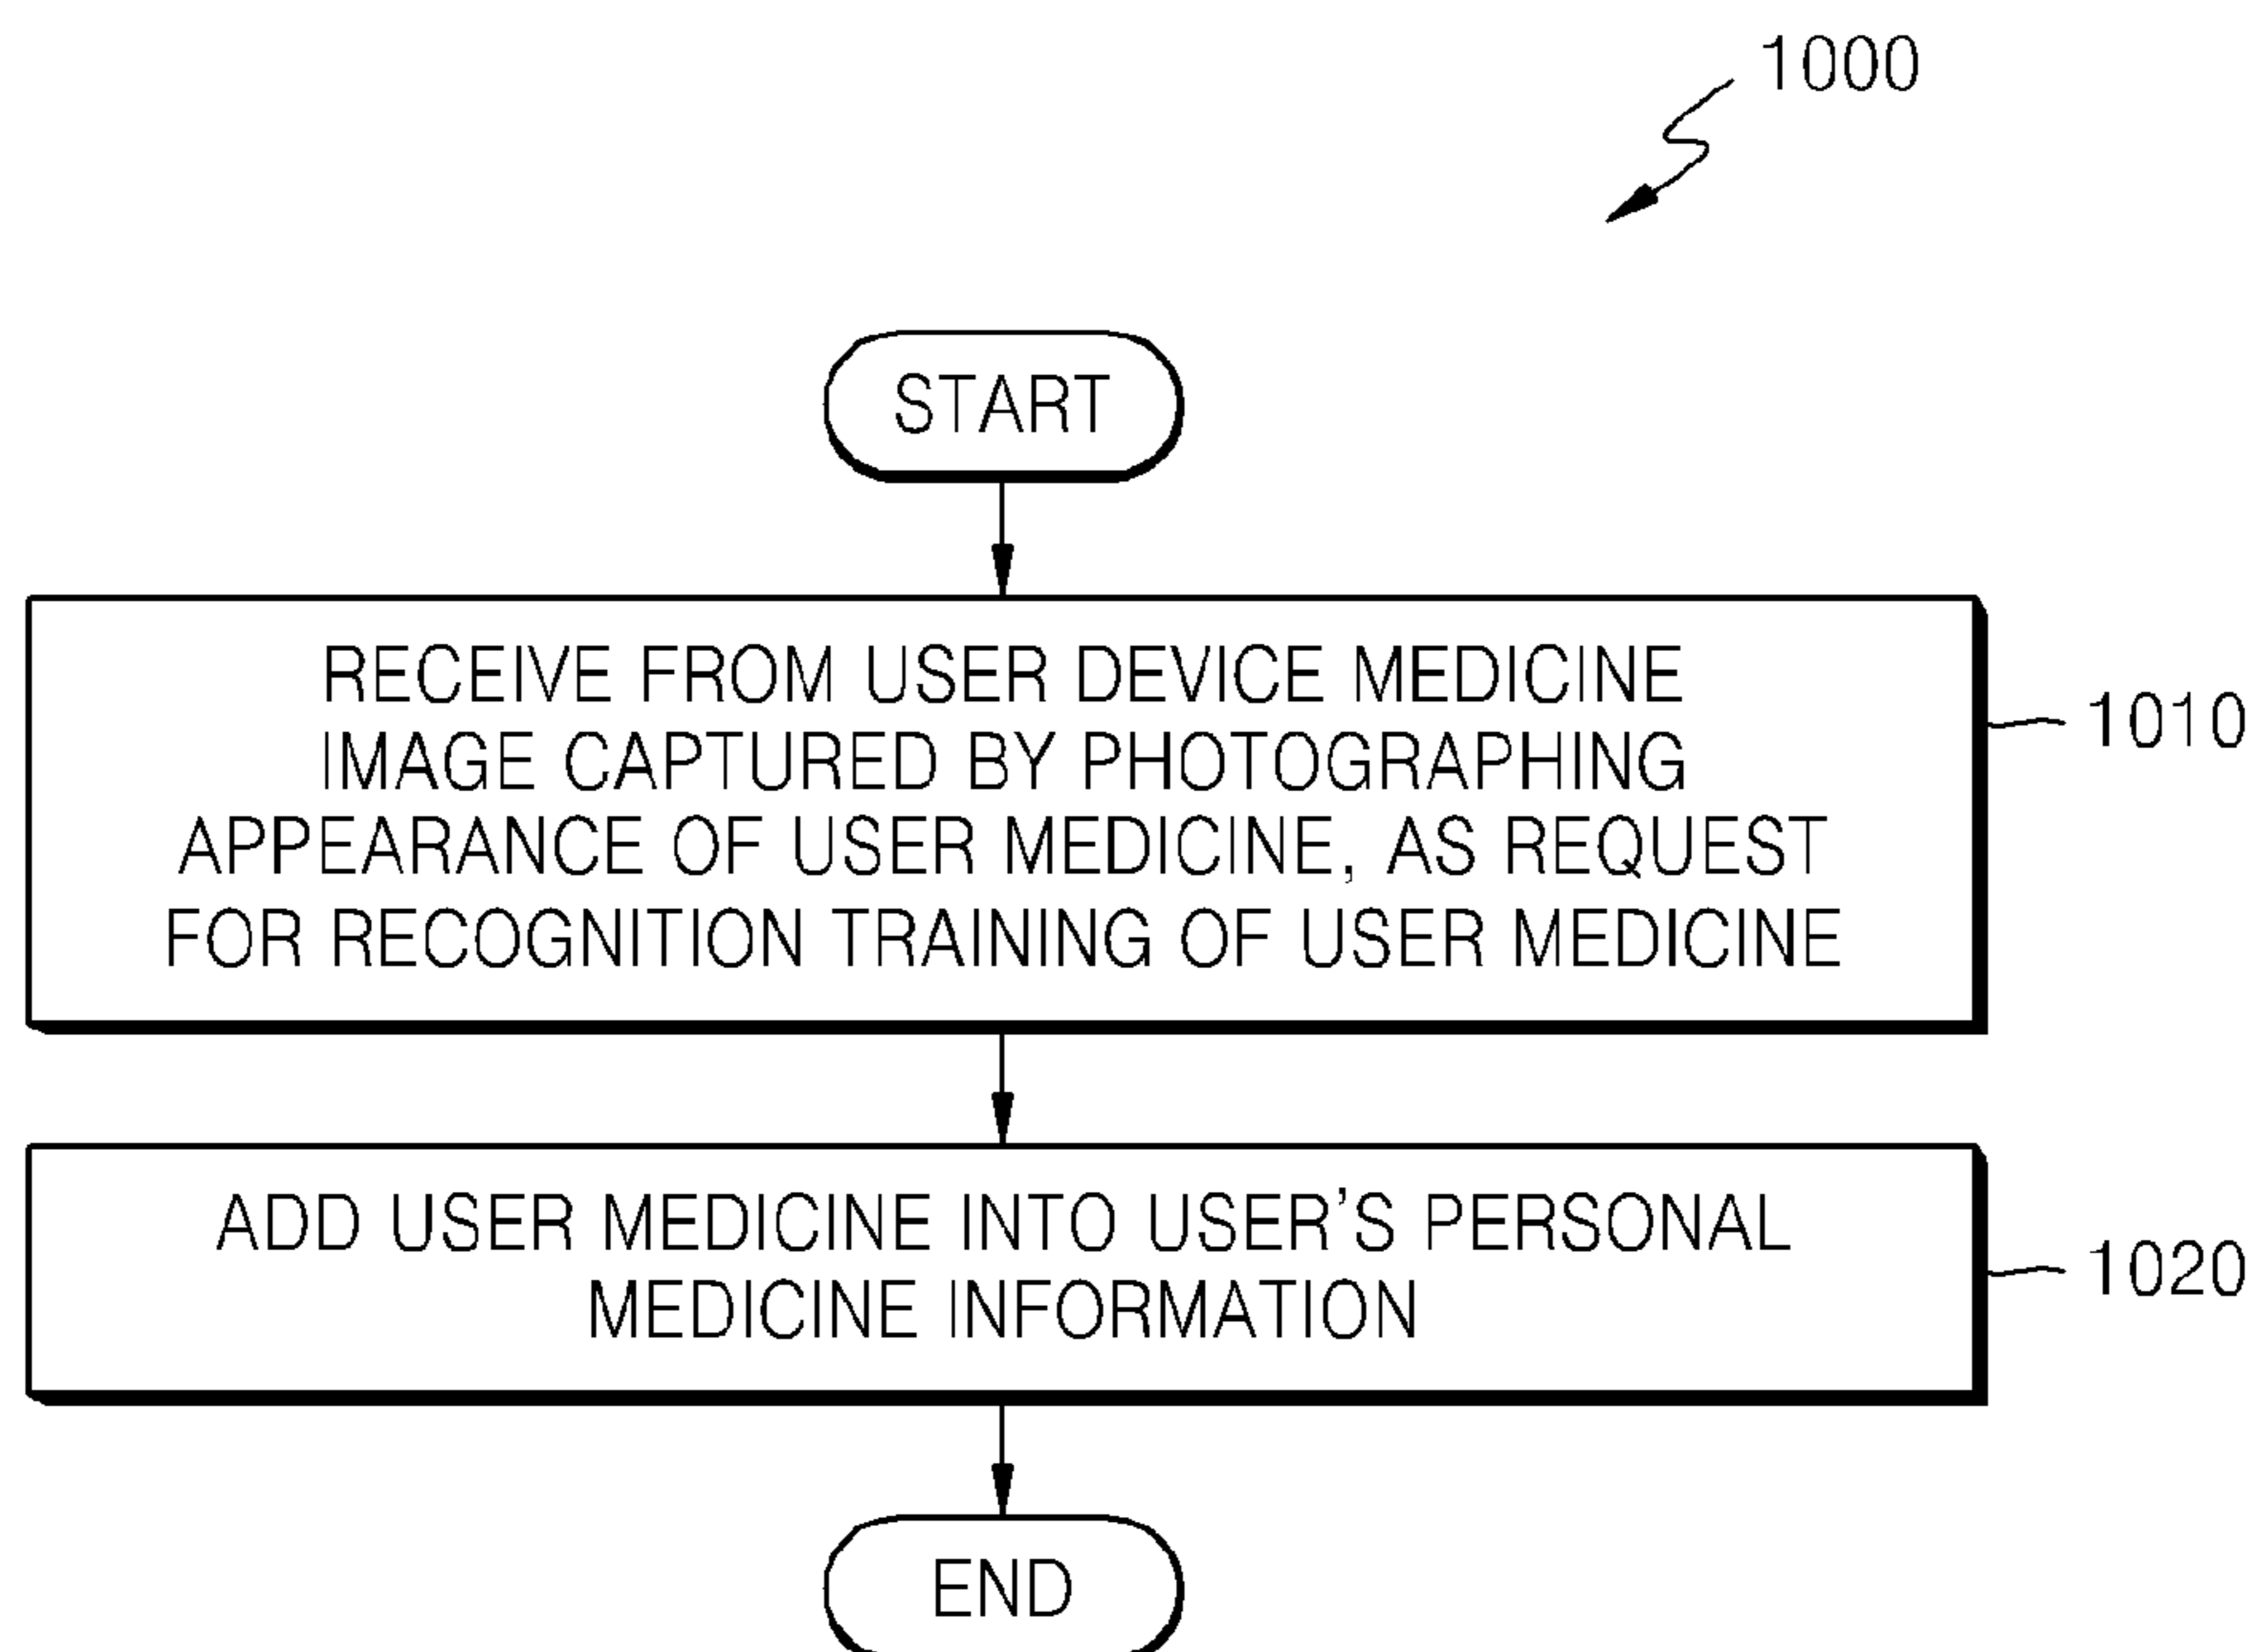 1000
START
RECEIVE FROM USER DEVICE MEDICINE
IMAGE CAPTURED BY PHOTOGRAPHING
APPEARANCE OF USER MEDICINE, AS REQUEST
FOR RECOGNITION TRAINING OF USER MEDICINE
1010
ADD USER MEDICINE INTO USER'S PERSONAL
MEDICINE INFORMATION
1020
END